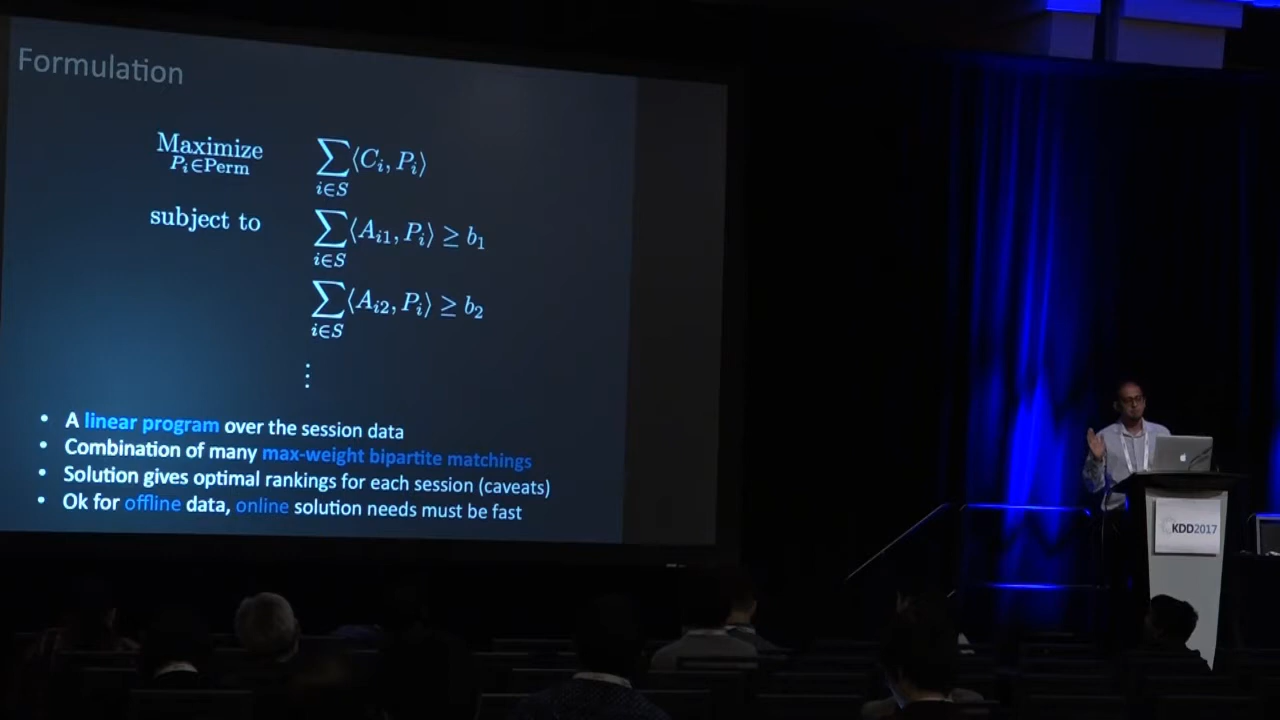 Formulation
Maximize ∑⟨C_i, P_i⟩
P_i∈Perm i∈S
subject to ∑⟨A_{i1}, P_i⟩ ≥ b_1
i∈S
∑⟨A_{i2}, P_i⟩ ≥ b_2
i∈S
⋮
• A linear program over the session data
• Combination of many max-weight bipartite matchings
• Solution gives optimal rankings for each session (caveats)
• Ok for offline data, online solution needs must be fast
KDD2017